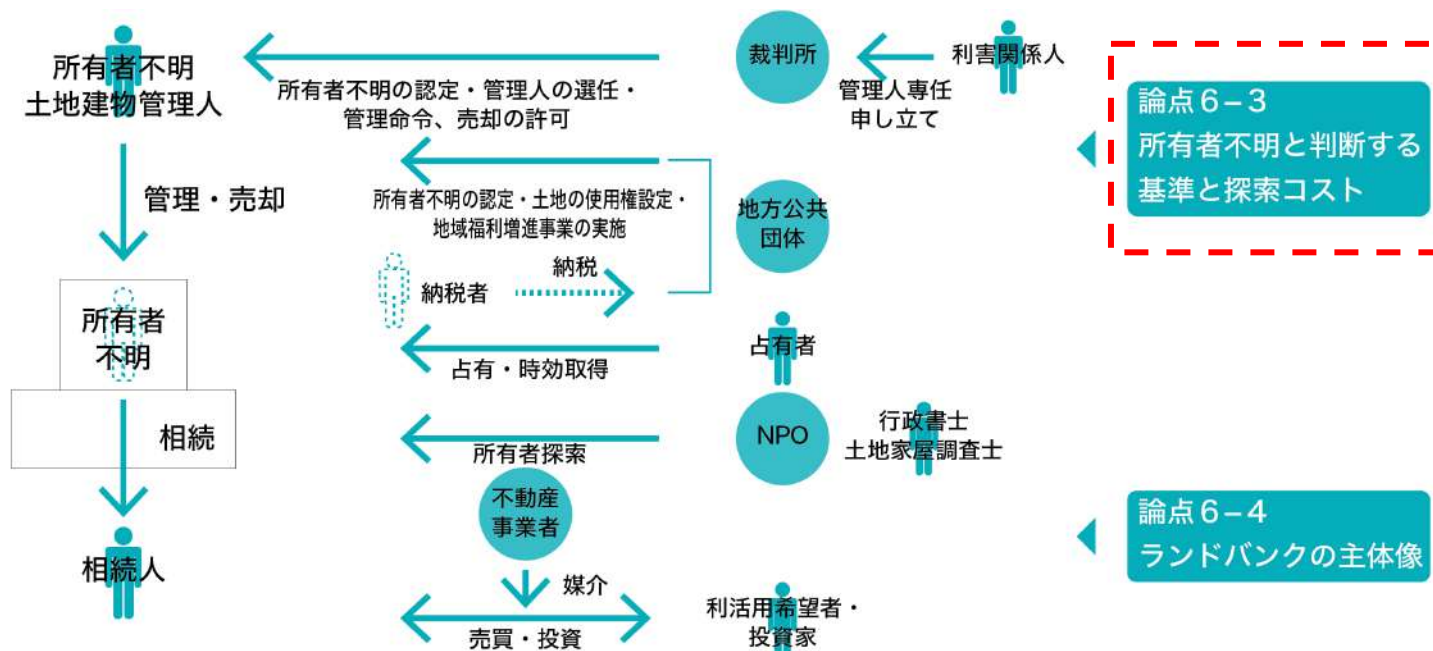 所有者不明
土地建物管理人
所有者不明の認定・管理人の選任・
管理命令、売却の許可
裁判所
管理人専任
申し立て
利害関係人
論点6−3
所有者不明と判断する
基準と探索コスト
管理・売却
所有者不明の認定・土地の使用権設定・
地域福利増進事業の実施
地方公共
団体
納税者
納税
所有者
不明
占有・時効取得
占有者
相続
所有者探索
NPO
行政書士
土地家屋調査士
不動産
事業者
論点6−4
ランドバンクの主体像
相続人
媒介
売買・投資
利活用希望者・
投資家